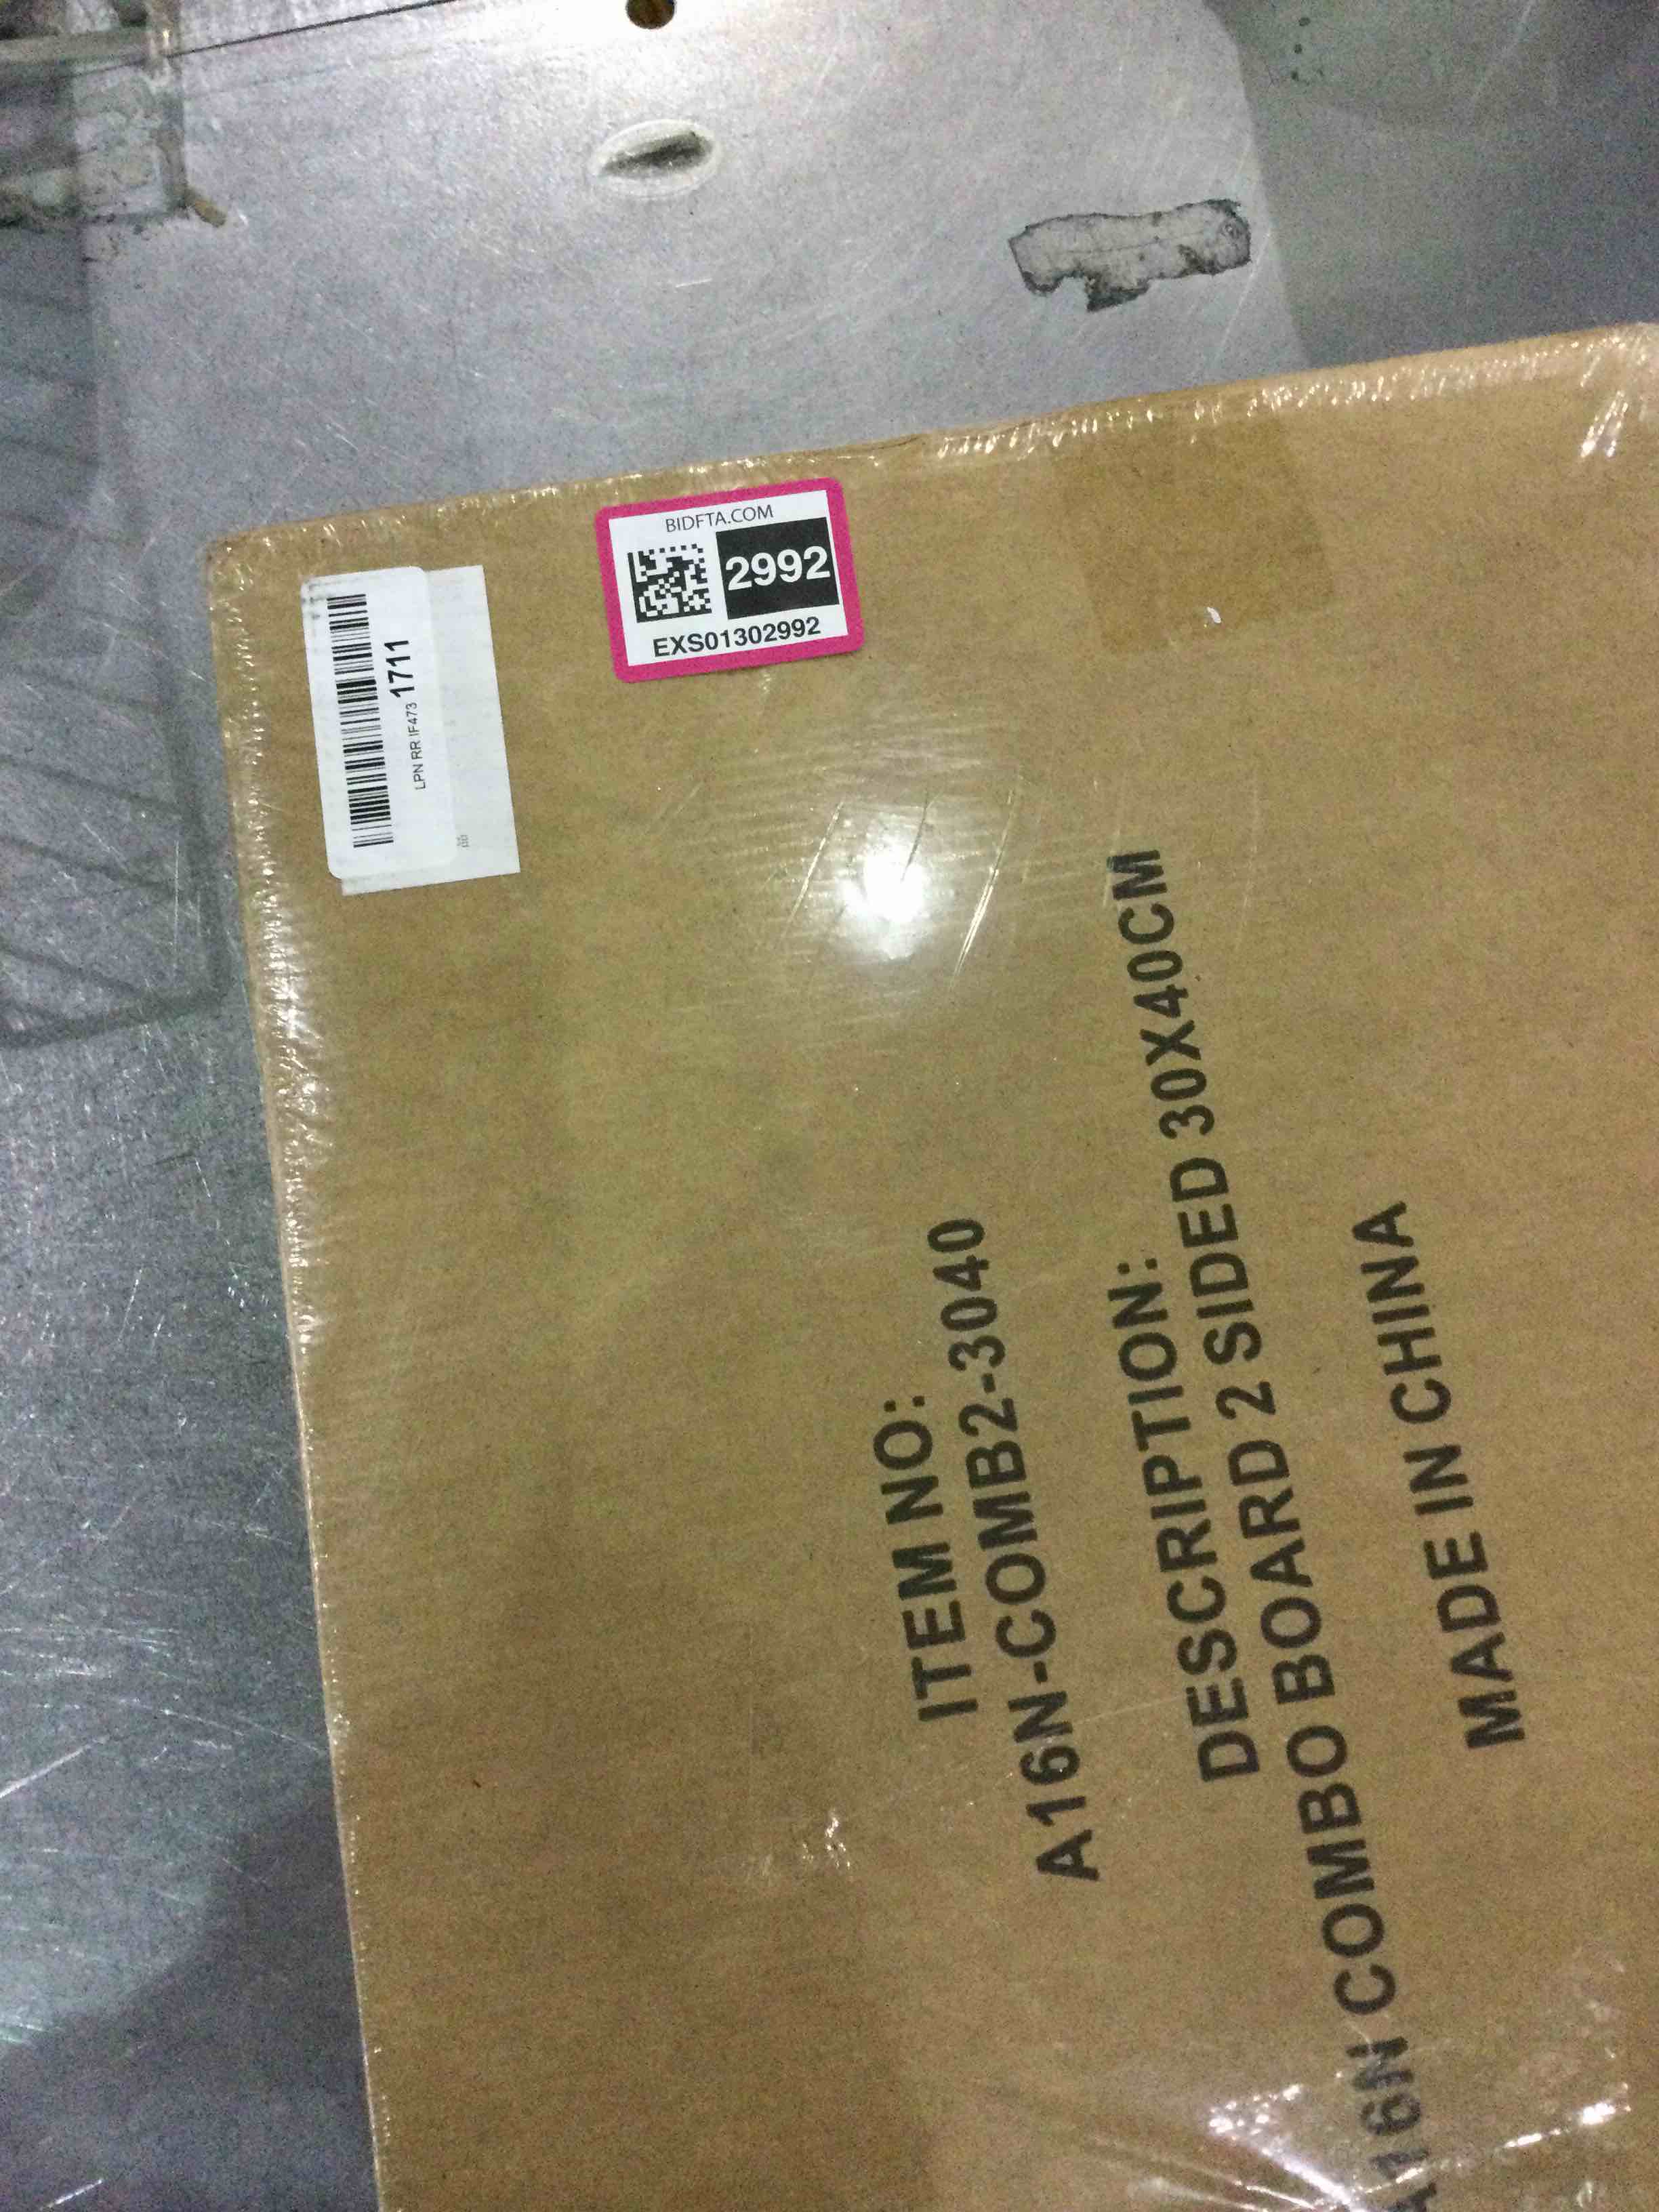 BIDFTA.COM
2992
EXS01302992
LPN RR IF473 1711
ITEM NO:
A16N-COMB2-3040
DESCRIPTION:
A16N COMBO BOARD 2 SIDED 30X40CM
MADE IN CHINA